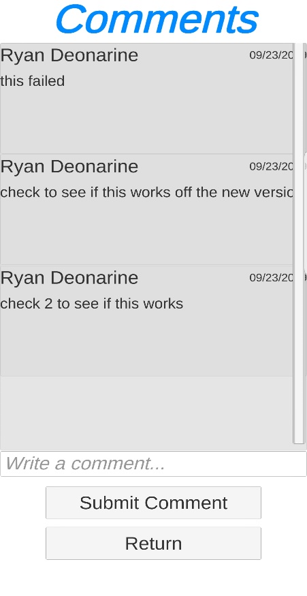 Comments
Ryan Deonarine 09/23/20
this failed
Ryan Deonarine 09/23/20
check to see if this works off the new versio
Ryan Deonarine 09/23/20
check 2 to see if this works
Write a comment...
Submit Comment
Return